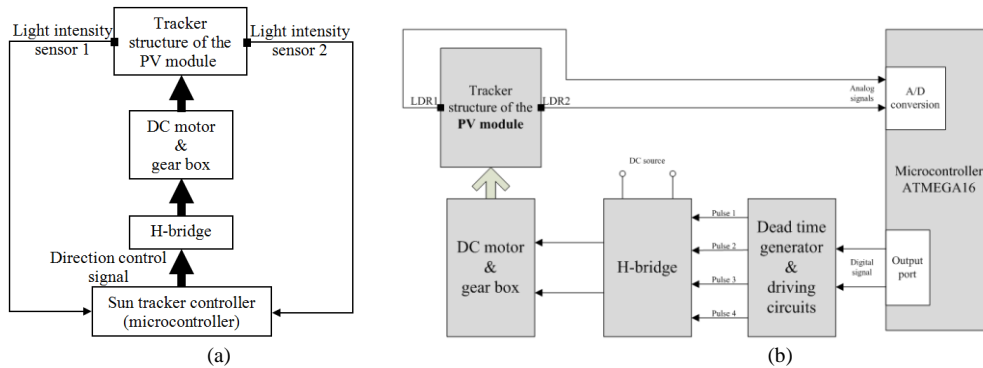 Light intensity
sensor 1
Tracker
structure of the
PV module
Light intensity
sensor 2
DC motor
&
gear box
H-bridge
Direction control
signal
Sun tracker controller
(microcontroller)
(a)
LDR1
Tracker
structure of the
PV module
LDR2
Analog
signals
A/D
conversion
Microcontroller
ATMEGA16
DC source
DC motor
&
gear box
H-bridge
Pulse 1
Pulse 2
Pulse 3
Pulse 4
Dead time
generator
&
driving
circuits
Digital
signal
Output
port
(b)